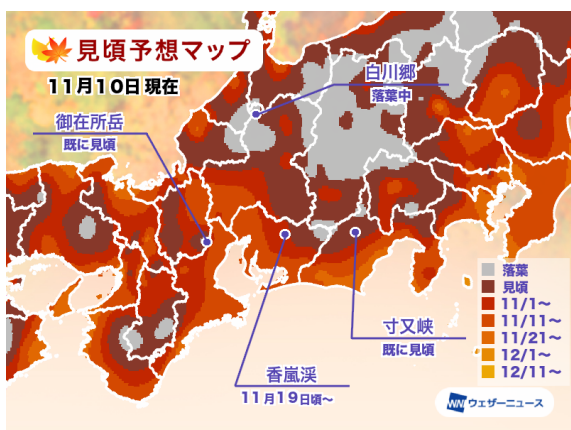 見頃予想マップ
11月10日 現在
白川郷
落葉中
御在所岳
既に見頃
落葉
見頃
11/1～
11/11～
11/21～
12/1～
12/11～
寸又峡
既に見頃
香嵐渓
11月19日頃～
WN ウェザーニュース